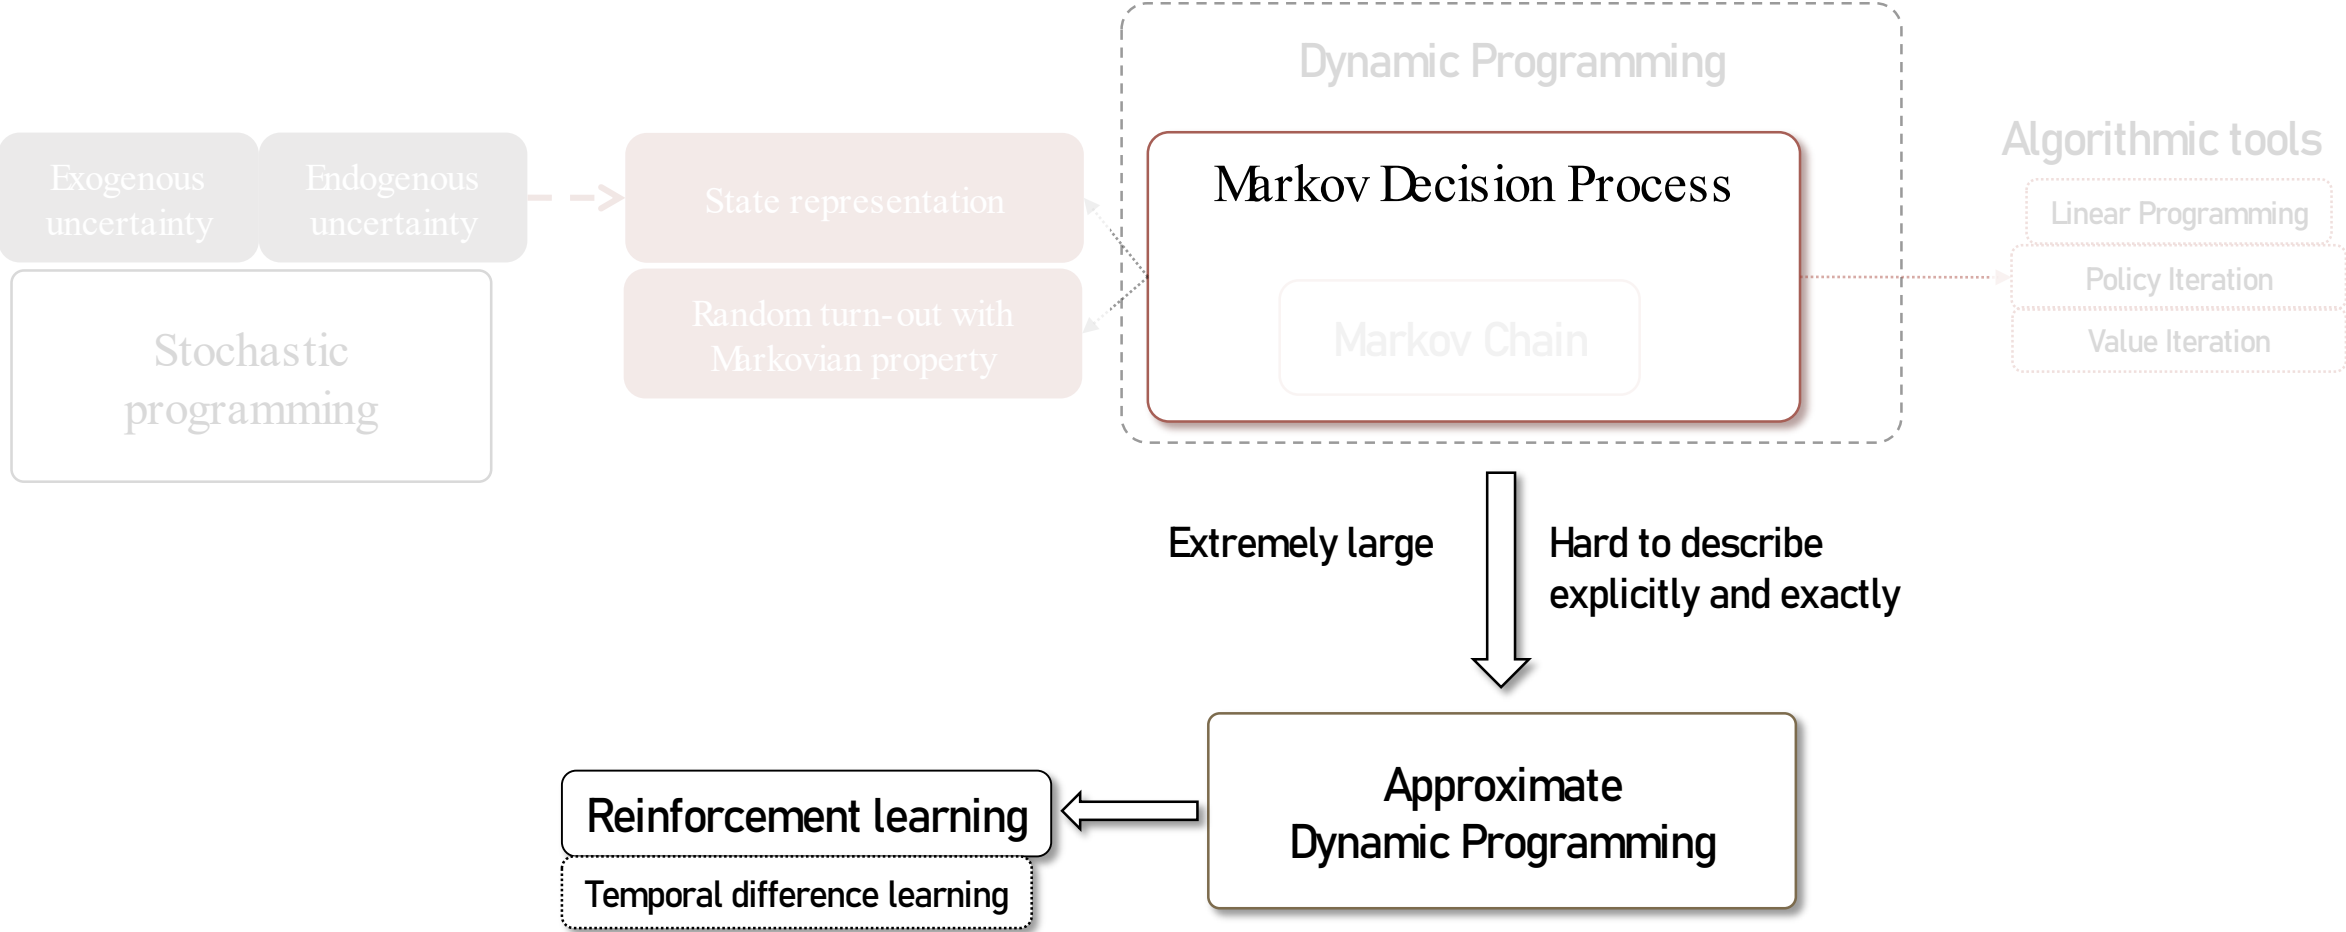 Dynamic Programming
Exogenous
uncertainty
Endogenous
uncertainty
Stochastic
programming
State representation
Random turn-out with
Markovian property
Markov Decision Process
Markov Chain
Algorithmic tools
Linear Programming
Policy Iteration
Value Iteration
Extremely large
Hard to describe
explicitly and exactly
Approximate
Dynamic Programming
Reinforcement learning
Temporal difference learning